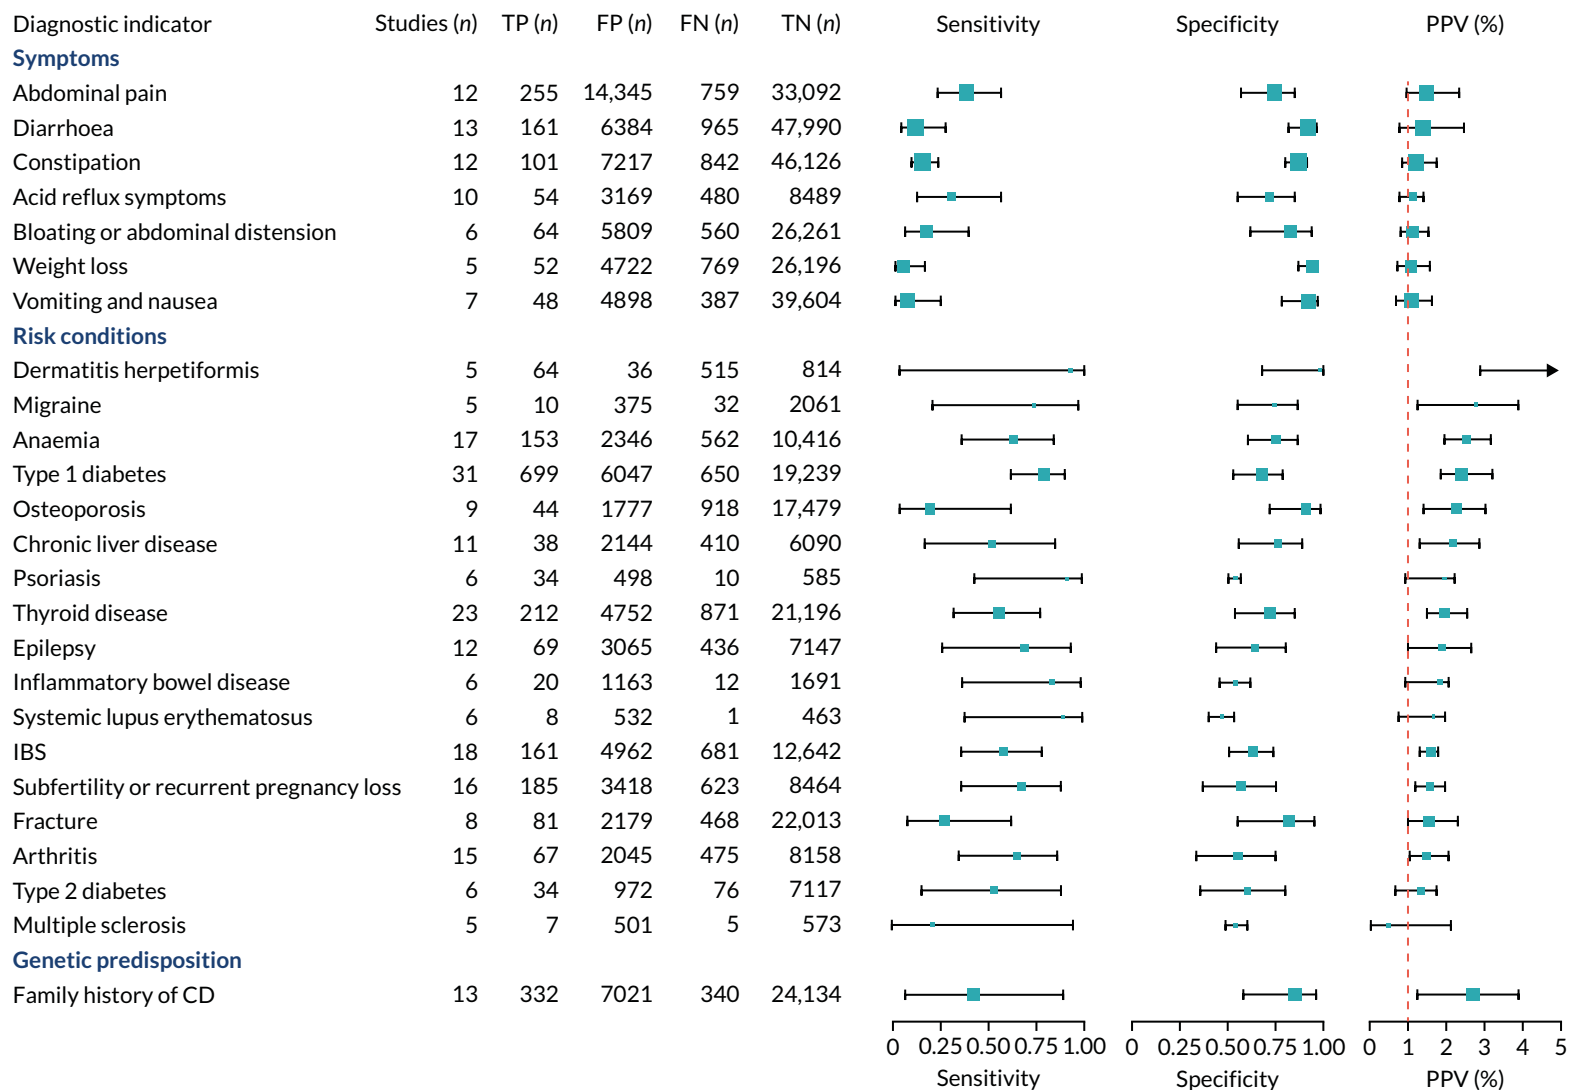 Diagnostic indicator Studies (n) TP (n) FP (n) FN (n) TN (n) Sensitivity Specificity PPV (%)
Symptoms
Abdominal pain 12 255 14,345 759 33,092
Diarrhoea 13 161 6384 965 47,990
Constipation 12 101 7217 842 46,126
Acid reflux symptoms 10 54 3169 480 8489
Bloating or abdominal distension 6 64 5809 560 26,261
Weight loss 5 52 4722 769 26,196
Vomiting and nausea 7 48 4898 387 39,604
Risk conditions
Dermatitis herpetiformis 5 64 36 515 814
Migraine 5 10 375 32 2061
Anaemia 17 153 2346 562 10,416
Type 1 diabetes 31 699 6047 650 19,239
Osteoporosis 9 44 1777 918 17,479
Chronic liver disease 11 38 2144 410 6090
Psoriasis 6 34 498 10 585
Thyroid disease 23 212 4752 871 21,196
Epilepsy 12 69 3065 436 7147
Inflammatory bowel disease 6 20 1163 12 1691
Systemic lupus erythematosus 6 8 532 1 463
IBS 18 161 4962 681 12,642
Subfertility or recurrent pregnancy loss 16 185 3418 623 8464
Fracture 8 81 2179 468 22,013
Arthritis 15 67 2045 475 8158
Type 2 diabetes 6 34 972 76 7117
Multiple sclerosis 5 7 501 5 573
Genetic predisposition
Family history of CD 13 332 7021 340 24,134
0 0.25 0.50 0.75 1.00 0 0.25 0.50 0.75 1.00 0 1 2 3 4 5
Sensitivity Specificity PPV (%)